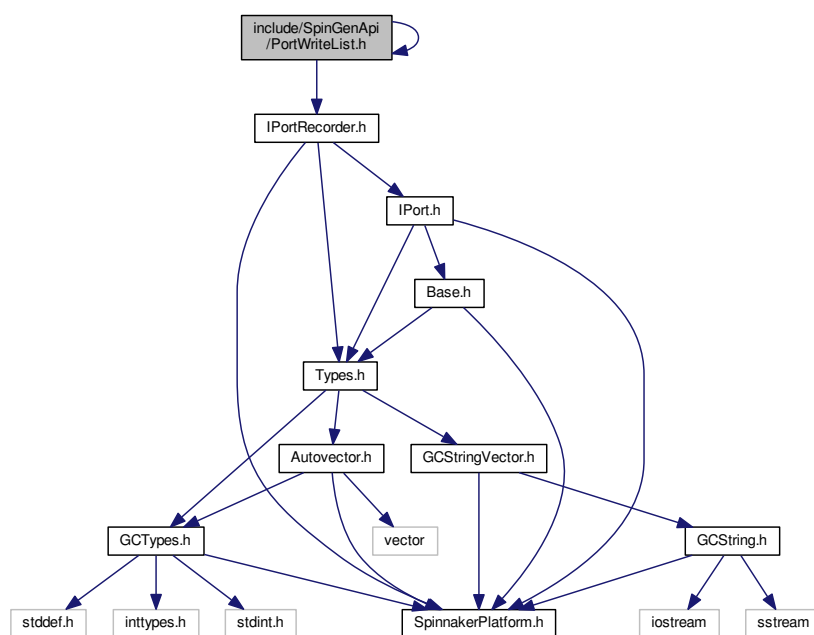 include/SpinGenApi
/PortWriteList.h
IPortRecorder.h
IPort.h
Base.h
Types.h
Autovector.h
GCStringVector.h
GCTypes.h
vector
GCString.h
stddef.h
inttypes.h
stdint.h
SpinnakerPlatform.h
iostream
sstream